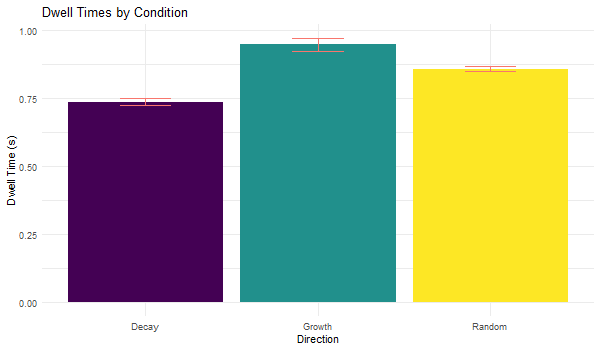 Dwell Times by Condition
1.00
0.75
0.50
0.25
0.00
Dwell Time (s)
Decay
Growth
Random
Direction